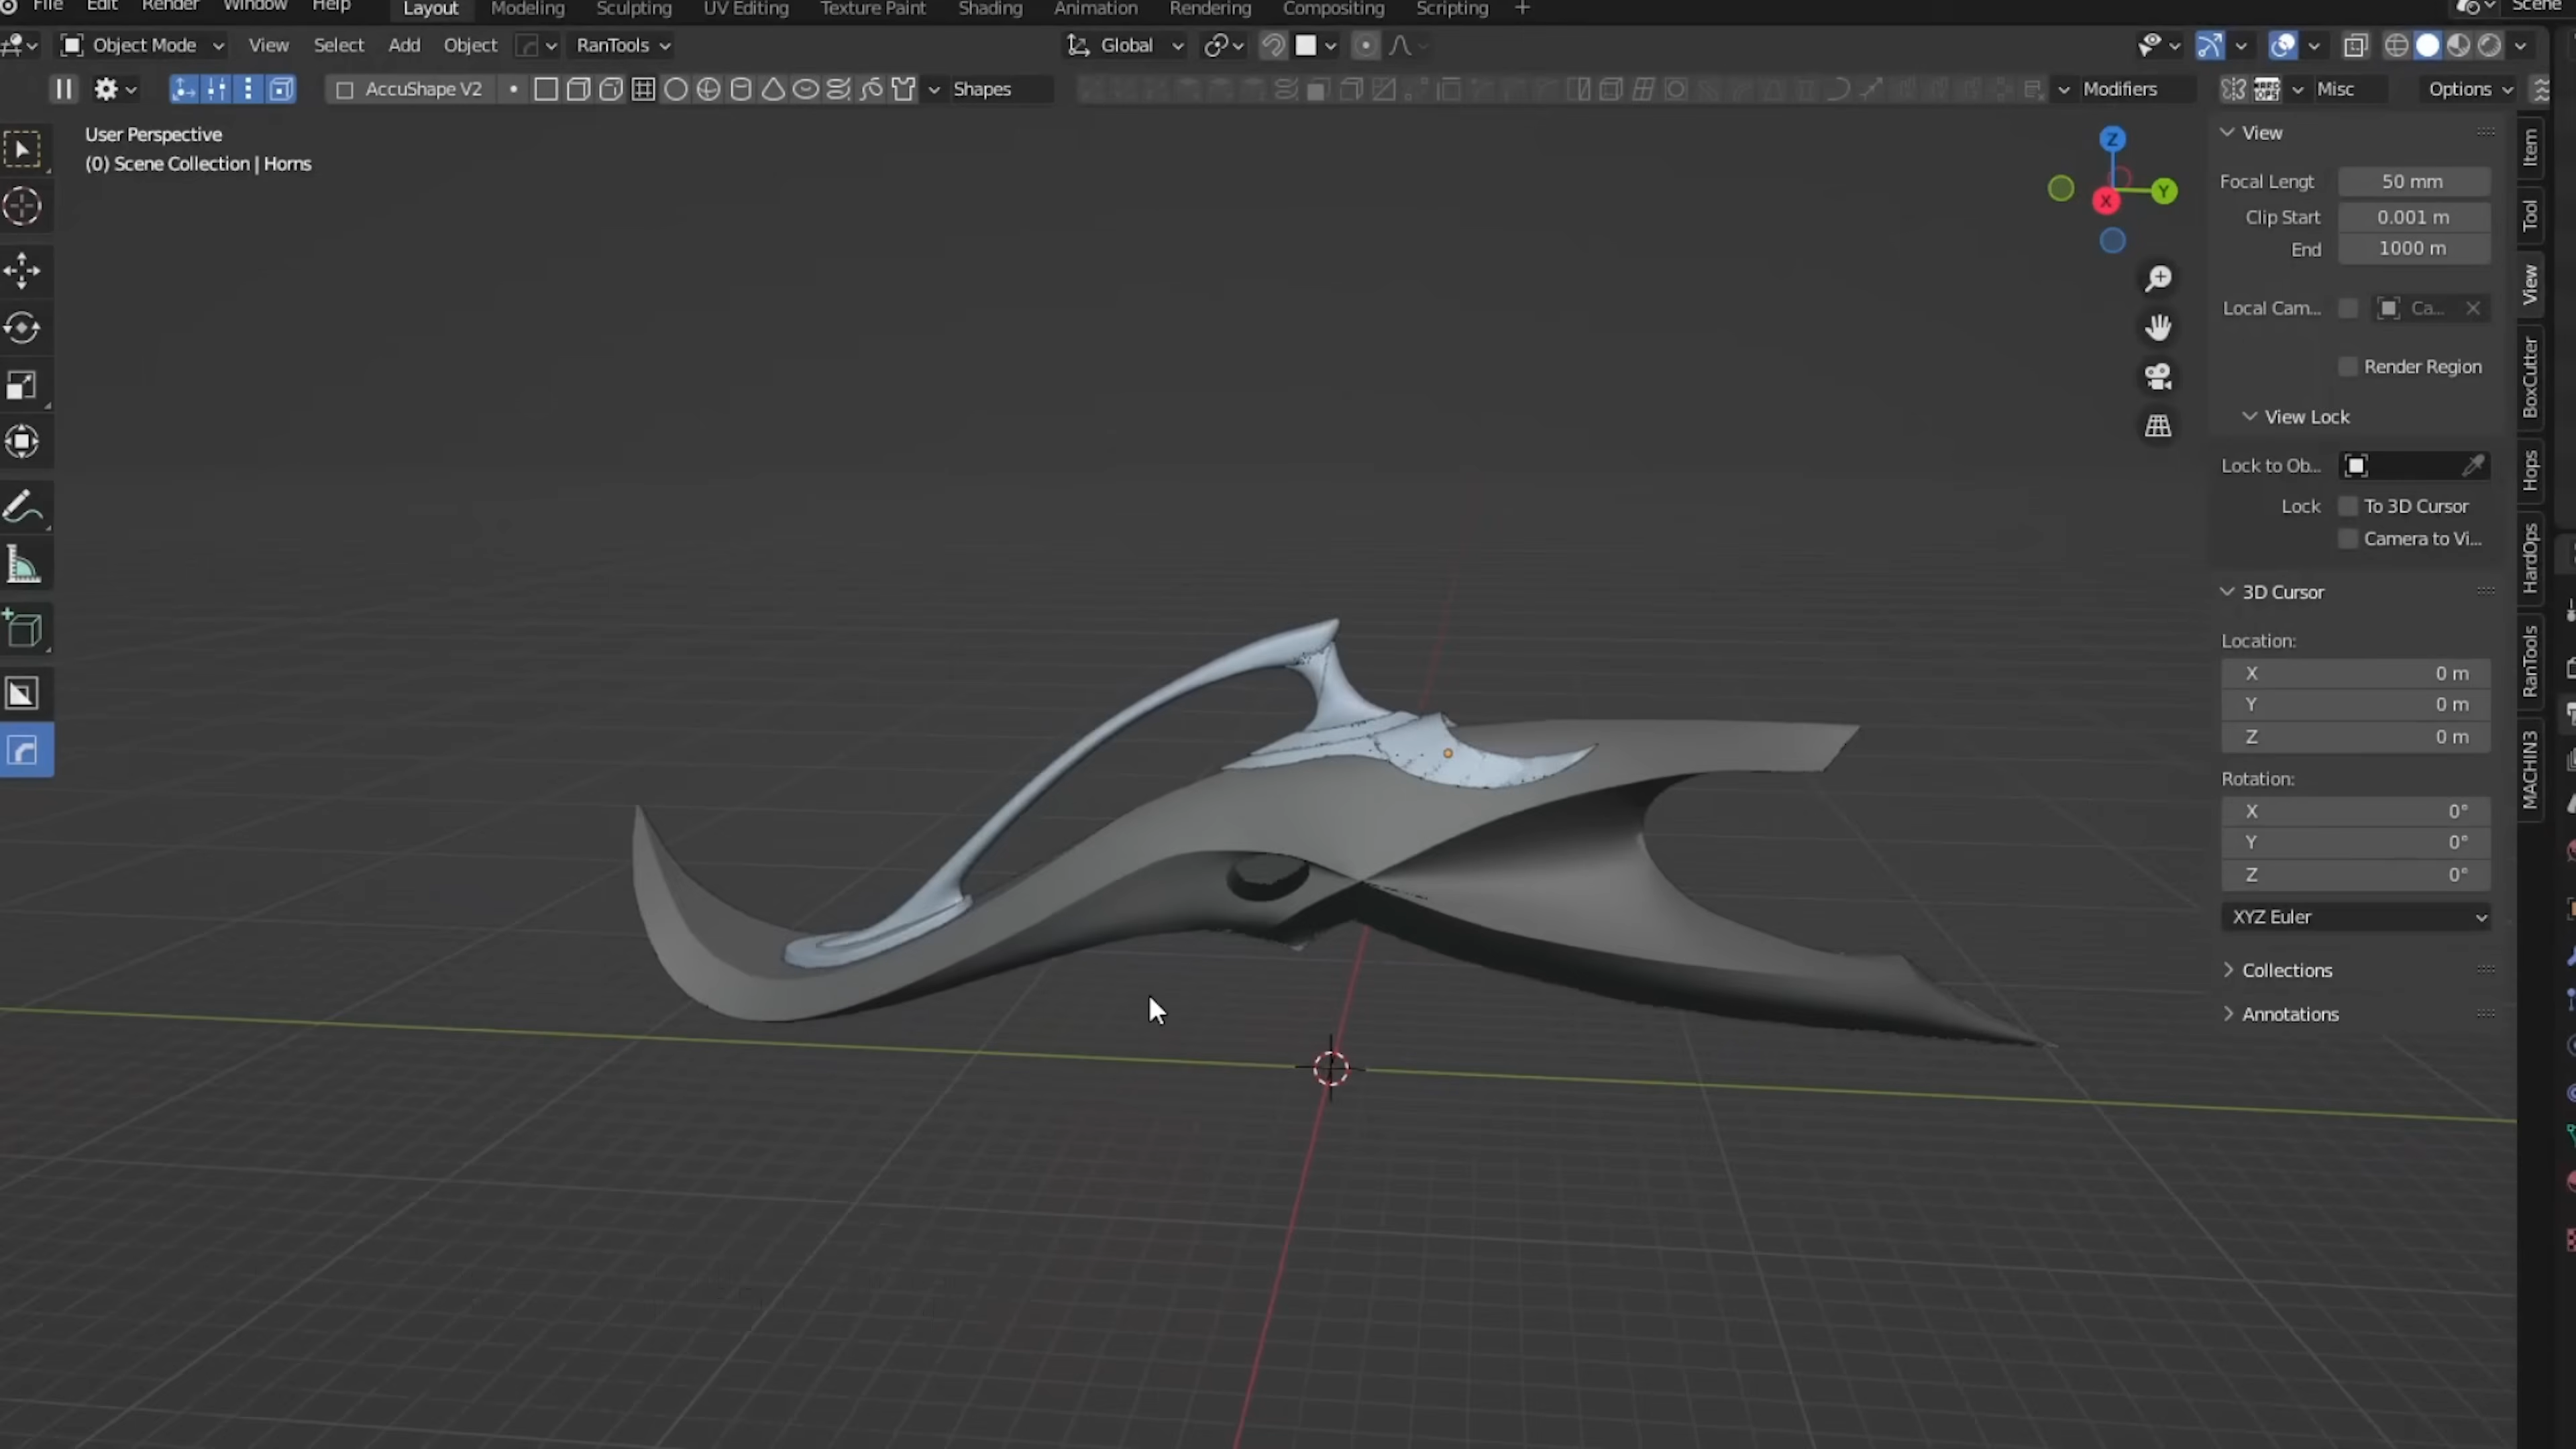 File Edit Render Window Help Layout Modeling Sculpting UV Editing Texture Paint Shading Animation Rendering Compositing Scripting + Scene
Object Mode View Select Add Object RanTools Global
AccuShape V2 Shapes Modifiers Misc Options
User Perspective
(0) Scene Collection | Horns
Z
Y
X
View
Focal Lengt 50 mm
Clip Start 0.001 m
End 1000 m
Local Cam... Ca...
Render Region
View Lock
Lock to Ob...
Lock To 3D Cursor
Camera to Vi...
3D Cursor
Location:
X 0 m
Y 0 m
Z 0 m
Rotation:
X 0°
Y 0°
Z 0°
XYZ Euler
Collections
Annotations
Item
Tool
View
BoxCutter
Hops
HardOps
RanTools
MACHIN3